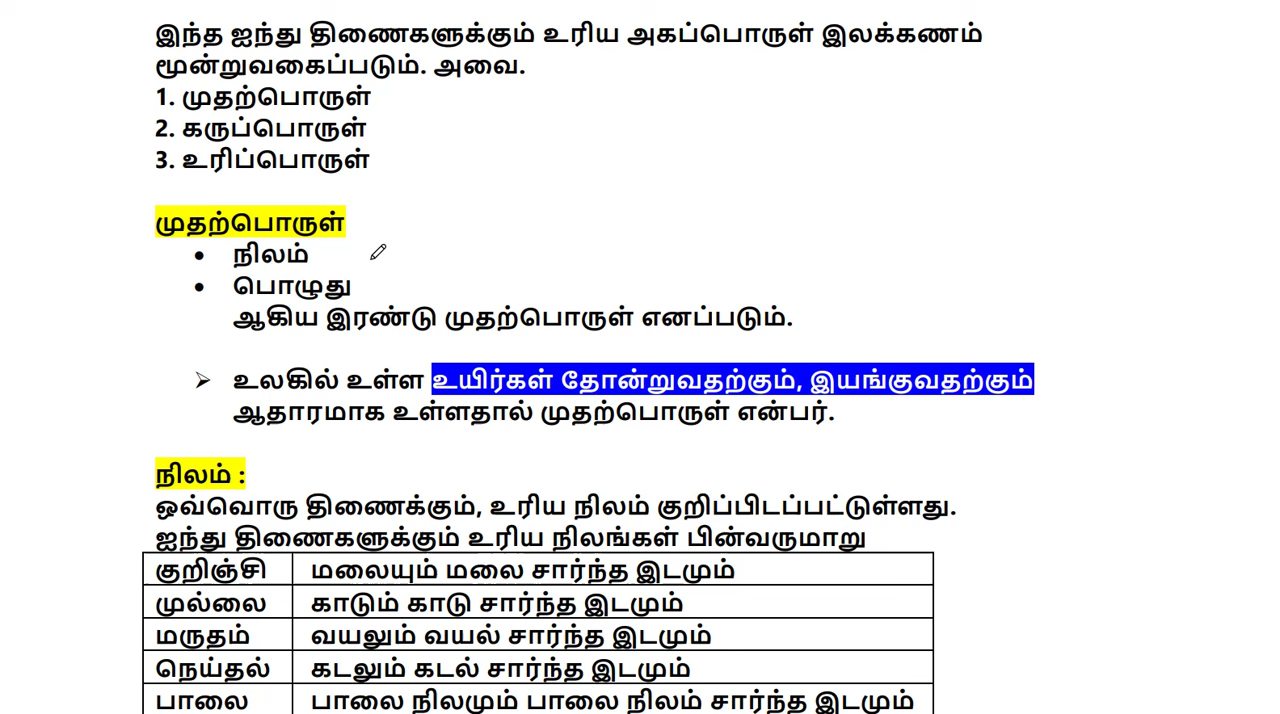 இந்த ஐந்து திணைகளுக்கும் உரிய அகப்பொருள் இலக்கணம்
மூன்றுவகைப்படும். அவை.
1. முதற்பொருள்
2. கருப்பொருள்
3. உரிப்பொருள்
முதற்பொருள்
• நிலம்
• பொழுது
ஆகிய இரண்டு முதற்பொருள் எனப்படும்.
➢ உலகில் உள்ள உயிர்கள் தோன்றுவதற்கும், இயங்குவதற்கும்
ஆதாரமாக உள்ளதால் முதற்பொருள் என்பர்.
நிலம் :
ஒவ்வொரு திணைக்கும், உரிய நிலம் குறிப்பிடப்பட்டுள்ளது.
ஐந்து திணைகளுக்கும் உரிய நிலங்கள் பின்வருமாறு
குறிஞ்சி மலையும் மலை சார்ந்த இடமும்
முல்லை காடும் காடு சார்ந்த இடமும்
மருதம் வயலும் வயல் சார்ந்த இடமும்
நெய்தல் கடலும் கடல் சார்ந்த இடமும்
பாலை பாலை நிலமும் பாலை நிலம் சார்ந்த இடமும்